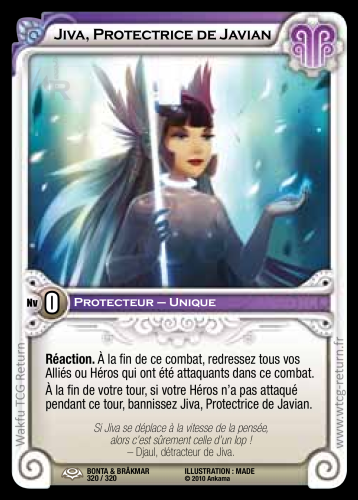 Jiva, Protectrice de Javian
Nv 0 Protecteur – Unique
Réaction. À la fin de ce combat, redressez tous vos
Alliés ou Héros qui ont été attaquants dans ce combat.
À la fin de votre tour, si votre Héros n'a pas attaqué
pendant ce tour, bannissez Jiva, Protectrice de Javian.
Si Jiva se déplace à la vitesse de la pensée,
alors c'est sûrement celle d'un Iop !
– Djaul, détracteur de Jiva.
BONTA & BRÂKMAR
320 / 320
ILLUSTRATION : MADE
© 2010 Ankama
Wakfu TCG Return
www.wtcg-return.fr